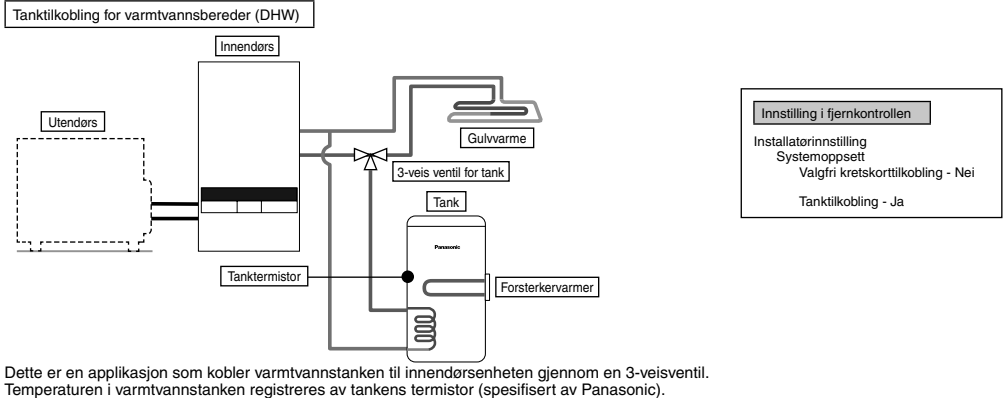 Tanktilkobling for varmtvannsbereder (DHW)
Innendørs
Utendørs
Gulvvarme
3-veis ventil for tank
Tank
Panasonic
Tanktermistor
Forsterkervarmer
Innstilling i fjernkontrollen
Installatørinnstilling
Systemoppsett
Valgfri kretskorttilkobling - Nei
Tanktilkobling - Ja
Dette er en applikasjon som kobler varmtvannstanken til innendørsenheten gjennom en 3-veisventil.
Temperaturen i varmtvannstanken registreres av tankens termistor (spesifisert av Panasonic).